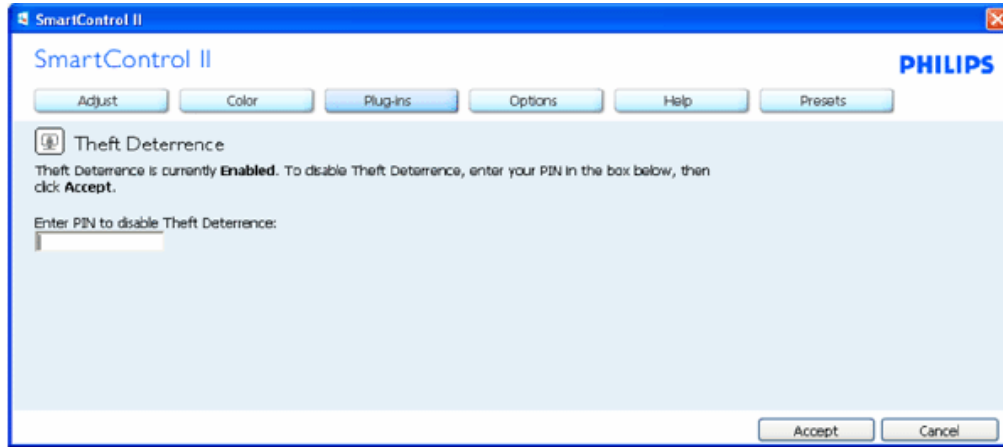 SmartControl II
SmartControl II
PHILIPS
Adjust Color Plug-ins Options Help Presets
Theft Deterrence
Theft Deterrence is currently Enabled. To disable Theft Deterrence, enter your PIN in the box below, then
click Accept.
Enter PIN to disable Theft Deterrence:
Accept Cancel